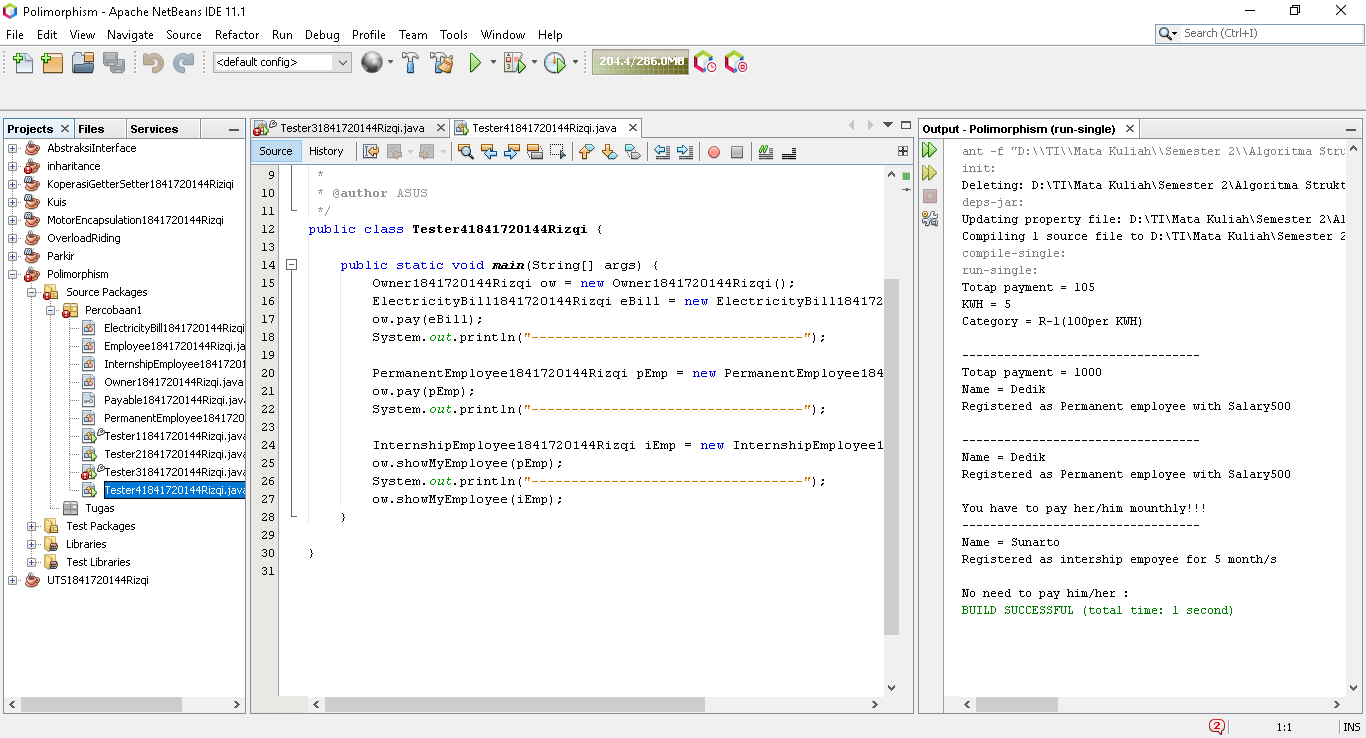 Polimorphism - Apache NetBeans IDE 11.1
File Edit View Navigate Source Refactor Run Debug Profile Team Tools Window Help
Search (Ctrl+I)
<default config>
204.4/286.0MB
Projects
Files
Services
AbstraksiInterface
inheritance
KoperasiGetterSetter1841720144Rizqi
Kuis
MotorEncapsulation1841720144Rizqi
OverloadRiding
Parkir
Polimorphism
Source Packages
Percobaan1
ElectricityBill1841720144Rizqi
Employee1841720144Rizqi.ja
InternshipEmployee1841720
Owner1841720144Rizqi.java
Payable1841720144Rizqi.java
PermanentEmployee1841720
Tester11841720144Rizqi.java
Tester21841720144Rizqi.java
Tester31841720144Rizqi.java
Tester41841720144Rizqi.java
Tugas
Test Packages
Libraries
Test Libraries
UTS1841720144Rizqi
Tester31841720144Rizqi.java
Tester41841720144Rizqi.java
Source
History
9 *
10 * @author ASUS
11 */
12 public class Tester41841720144Rizqi {
13
14 public static void main(String[] args) {
15 Owner1841720144Rizqi ow = new Owner1841720144Rizqi();
16 ElectricityBill1841720144Rizqi eBill = new ElectricityBill184172
17 ow.pay(eBill);
18 System.out.println("----------------------------------");
19
20 PermanentEmployee1841720144Rizqi pEmp = new PermanentEmployee184
21 ow.pay(pEmp);
22 System.out.println("----------------------------------");
23
24 InternshipEmployee1841720144Rizqi iEmp = new InternshipEmployee1
25 ow.showMyEmployee(pEmp);
26 System.out.println("----------------------------------");
27 ow.showMyEmployee(iEmp);
28 }
29
30 }
31
Output - Polimorphism (run-single)
ant -f "D:\\TI\\Mata Kuliah\\Semester 2\\Algoritma Stru
init:
Deleting: D:\TI\Mata Kuliah\Semester 2\Algoritma Strukt
deps-jar:
Updating property file: D:\TI\Mata Kuliah\Semester 2\Al
Compiling 1 source file to D:\TI\Mata Kuliah\Semester 2
compile-single:
run-single:
Totap payment = 105
KWH = 5
Category = R-1(100per KWH)
----------------------------------
Totap payment = 1000
Name = Dedik
Registered as Permanent employee with Salary500
----------------------------------
Name = Dedik
Registered as Permanent employee with Salary500
You have to pay her/him mounthly!!!
----------------------------------
Name = Sunarto
Registered as intership empoyee for 5 month/s
No need to pay him/her :
BUILD SUCCESSFUL (total time: 1 second)
2
1:1
INS